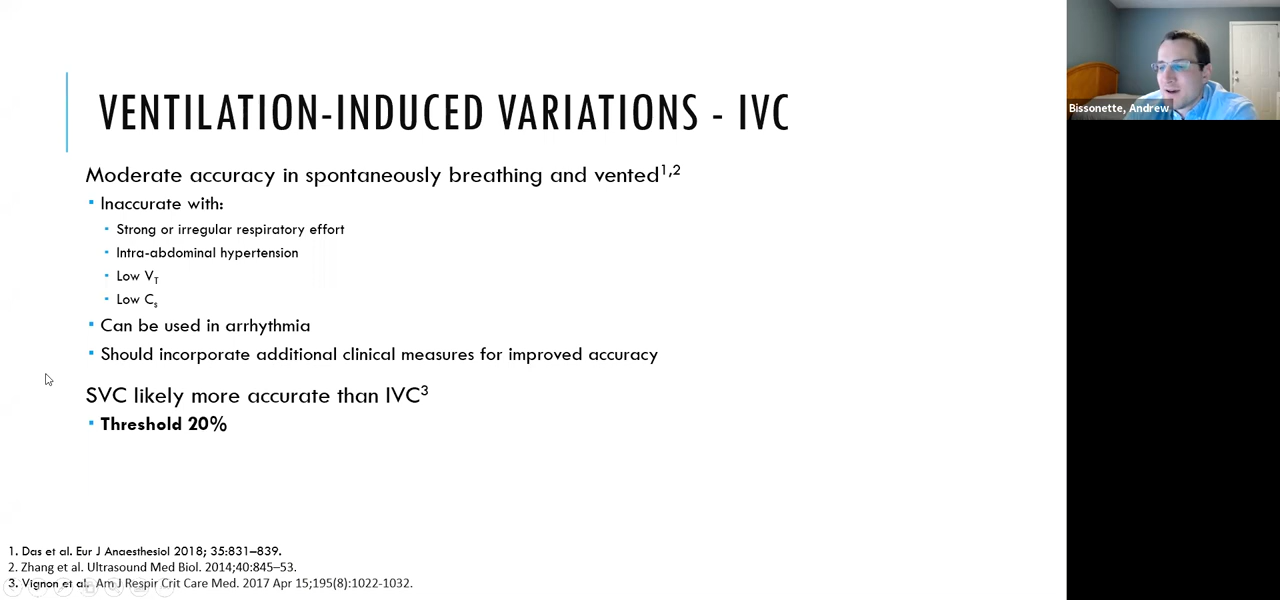 VENTILATION-INDUCED VARIATIONS - IVC
Bissonette, Andrew
Moderate accuracy in spontaneously breathing and vented1,2
Inaccurate with:
Strong or irregular respiratory effort
Intra-abdominal hypertension
Low VT
Low Cs
Can be used in arrhythmia
Should incorporate additional clinical measures for improved accuracy
SVC likely more accurate than IVC3
Threshold 20%
1. Das et al. Eur J Anaesthesiol 2018; 35:831–839.
2. Zhang et al. Ultrasound Med Biol. 2014;40:845–53.
3. Vignon et al. Am J Respir Crit Care Med. 2017 Apr 15;195(8):1022-1032.